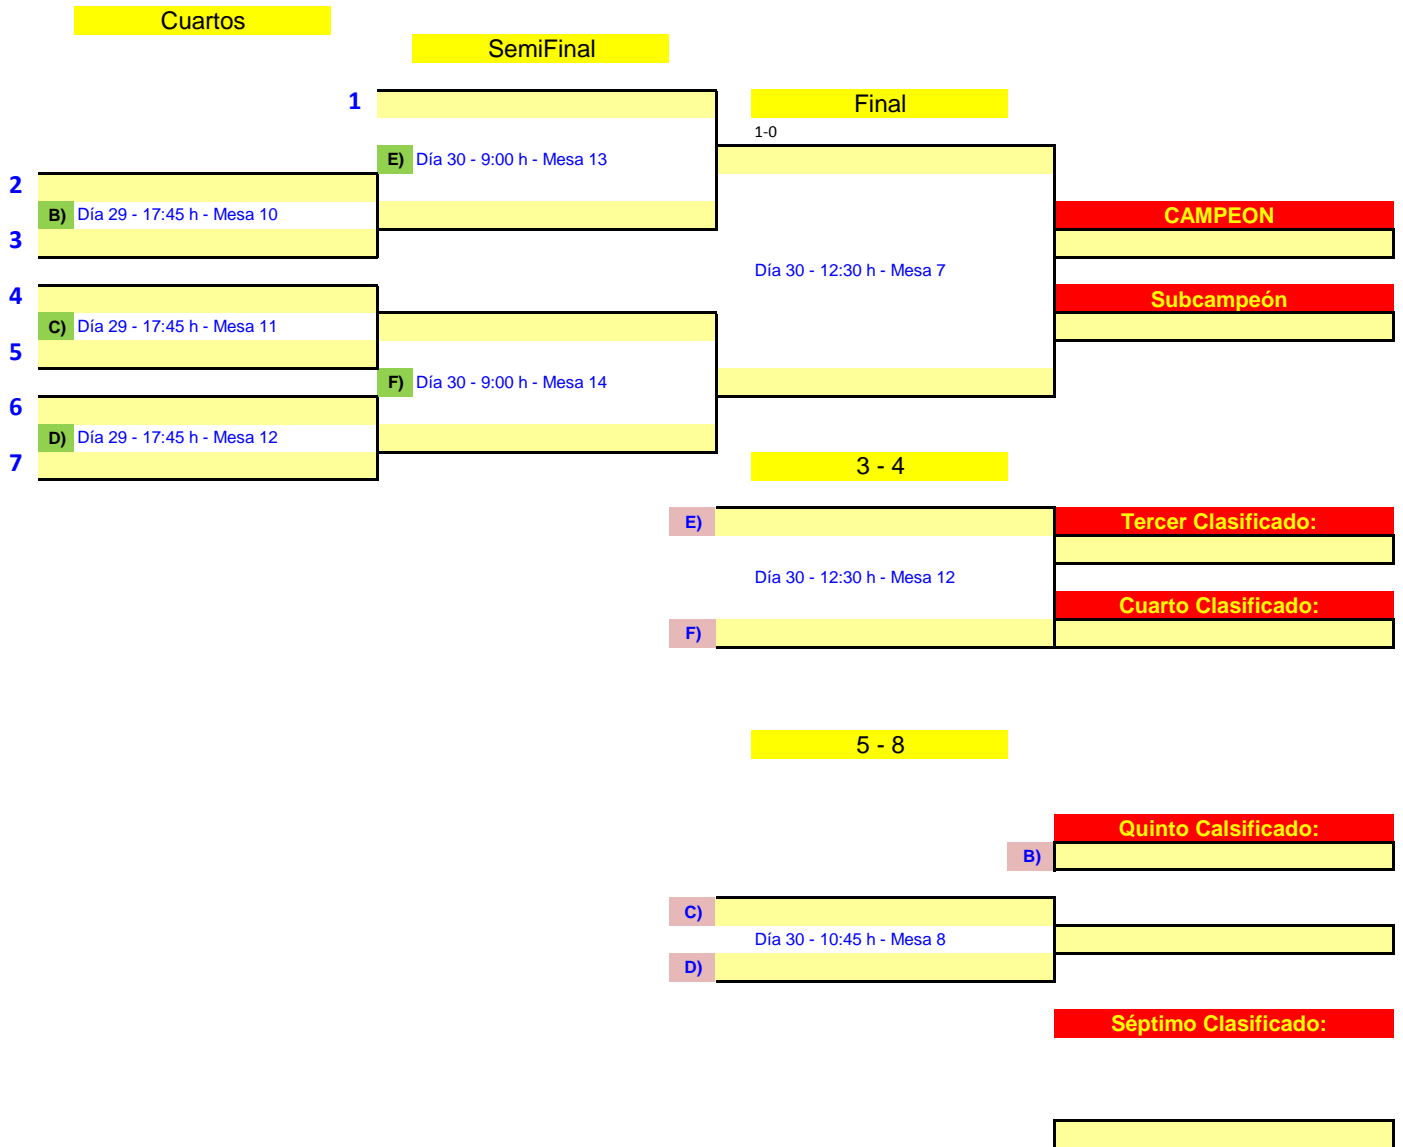 Cuartos
SemiFinal
1
Final
1-0
E) Día 30 - 9:00 h - Mesa 13
2
B) Día 29 - 17:45 h - Mesa 10
CAMPEON
3
Día 30 - 12:30 h - Mesa 7
4
Subcampeón
C) Día 29 - 17:45 h - Mesa 11
5
F) Día 30 - 9:00 h - Mesa 14
6
D) Día 29 - 17:45 h - Mesa 12
7
3 - 4
E)
Tercer Clasificado:
Día 30 - 12:30 h - Mesa 12
Cuarto Clasificado:
F)
5 - 8
Quinto Calsificado:
B)
C)
Día 30 - 10:45 h - Mesa 8
D)
Séptimo Clasificado: